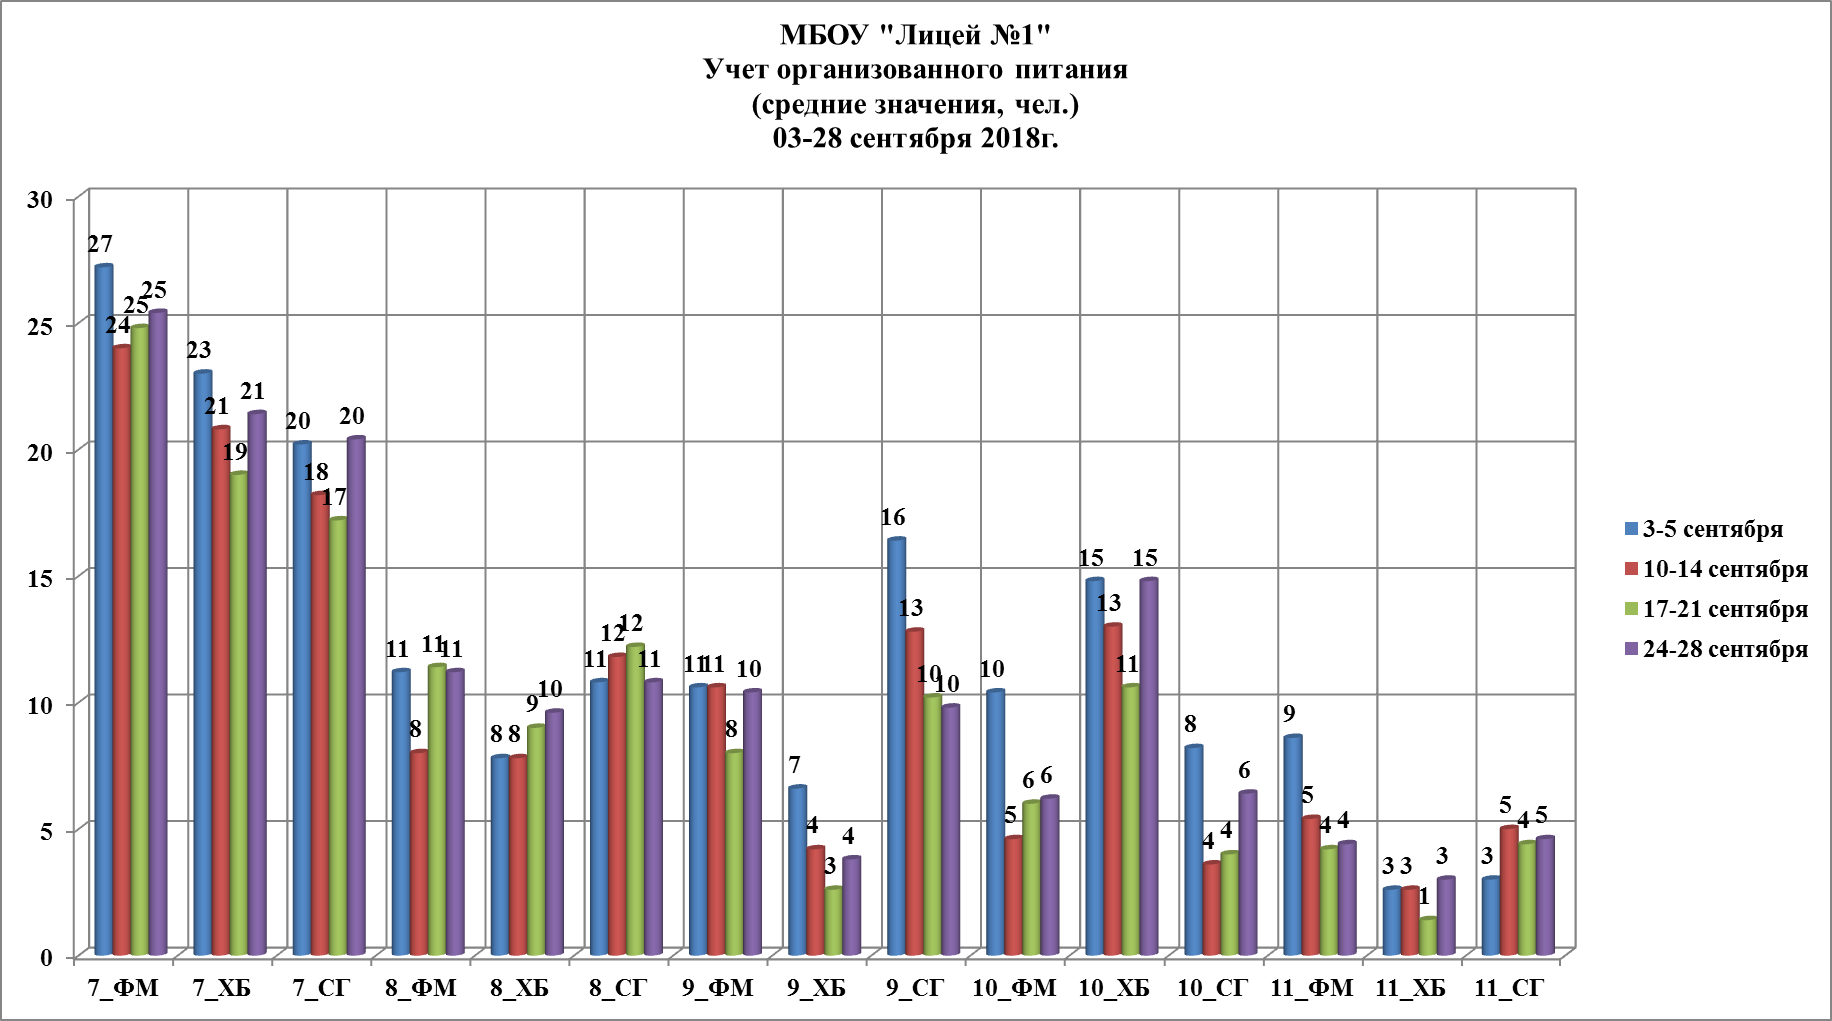 МБОУ "Лицей №1"
Учет организованного питания
(средние значения, чел.)
03-28 сентября 2018г.
30
25
20
15
10
5
0
27 24 25 25
23 21 19 21
20 18 17 20
11 8 11 11
8 8 9 10
11 12 12 11
11 11 8 10
7 4 3 4
16 13 10 10
10 5 6 6
15 13 11 15
8 4 4 6
9 5 4 4
3 3 1 3
3 5 4 5
7_ФМ 7_ХБ 7_СГ 8_ФМ 8_ХБ 8_СГ 9_ФМ 9_ХБ 9_СГ 10_ФМ 10_ХБ 10_СГ 11_ФМ 11_ХБ 11_СГ
3-5 сентября
10-14 сентября
17-21 сентября
24-28 сентября